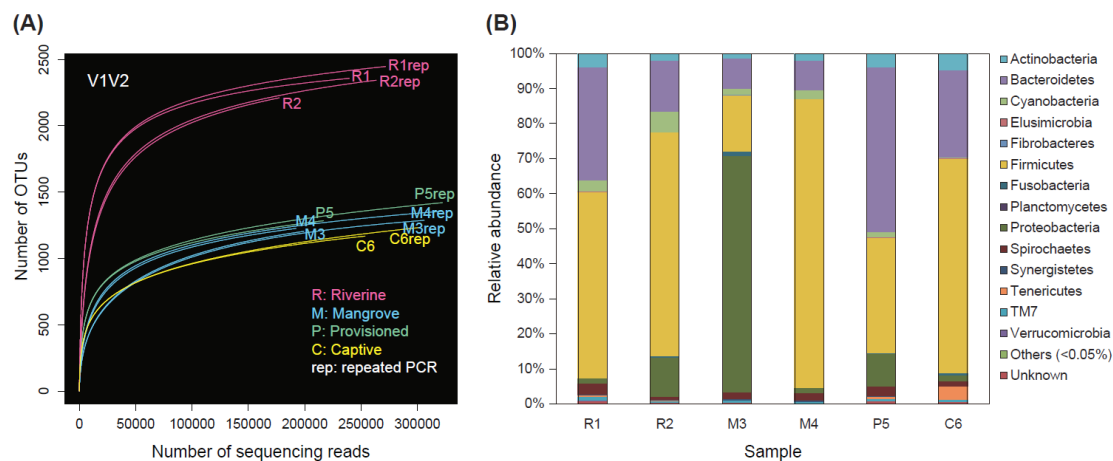 (A)
Number of OTUs
2500
2000
1500
1000
500
0
V1V2
R1rep
R1
R2rep
R2
P5rep
P5
M4rep
M4
M3rep
M3
C6rep
C6
R: Riverine
M: Mangrove
P: Provisioned
C: Captive
rep: repeated PCR
0
50000
100000
150000
200000
250000
300000
Number of sequencing reads
(B)
Relative abundance
100%
90%
80%
70%
60%
50%
40%
30%
20%
10%
0%
R1
R2
M3
M4
P5
C6
Sample
Actinobacteria
Bacteroidetes
Cyanobacteria
Elusimicrobia
Fibrobacteres
Firmicutes
Fusobacteria
Planctomycetes
Proteobacteria
Spirochaetes
Synergistetes
Tenericutes
TM7
Verrucomicrobia
Others (<0.05%)
Unknown